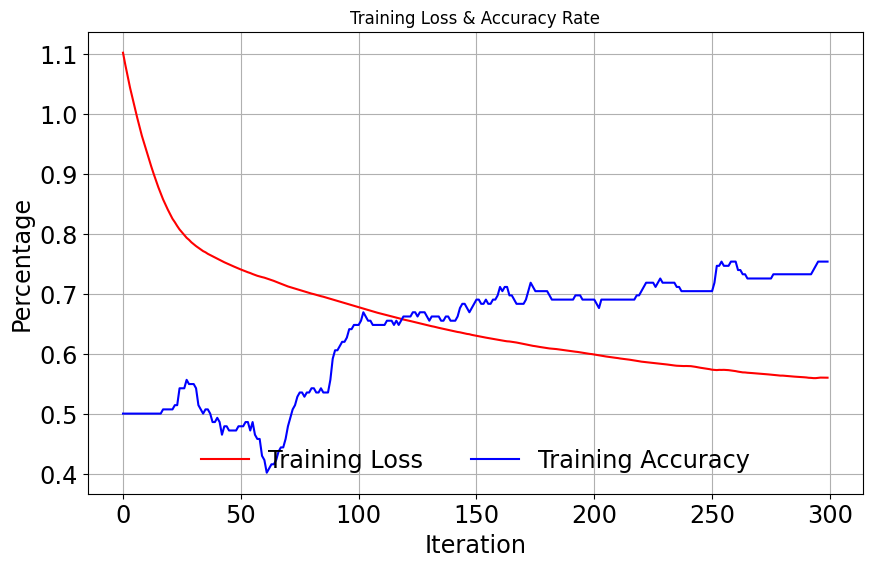 Training Loss & Accuracy Rate
Percentage
1.1
1.0
0.9
0.8
0.7
0.6
0.5
0.4
Training Loss
Training Accuracy
0 50 100 150 200 250 300
Iteration